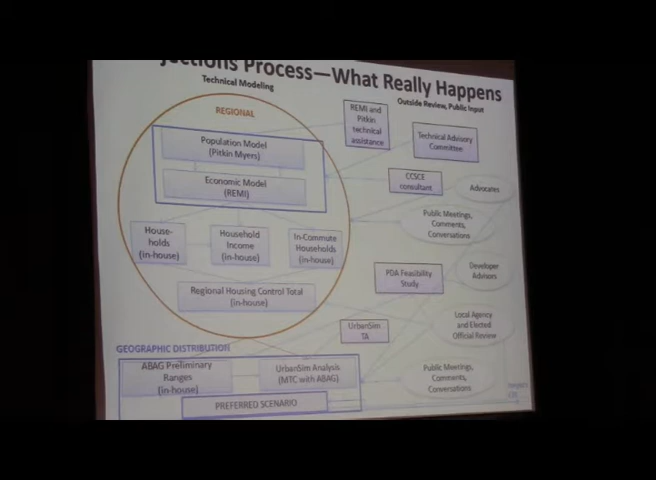 jections Process—What Really Happens
Technical Modeling
Outside Review, Public Input
REGIONAL
REMI and
Pitkin
technical
assistance
Technical Advisory
Committee
Population Model
(Pitkin Myers)
Economic Model
(REMI)
CCSCE
consultant
Advocates
Public Meetings,
Comments,
Conversations
House-
holds
(in-house)
Household
Income
(in-house)
In-Commute
Households
(in-house)
PDA Feasibility
Study
Developer
Advisors
Regional Housing Control Total
(in-house)
UrbanSim
TA
Local Agency
and Elected
Official Review
GEOGRAPHIC DISTRIBUTION
ABAG Preliminary
Ranges
(in-house)
UrbanSim Analysis
(MTC with ABAG)
Public Meetings,
Comments,
Conversations
PREFERRED SCENARIO